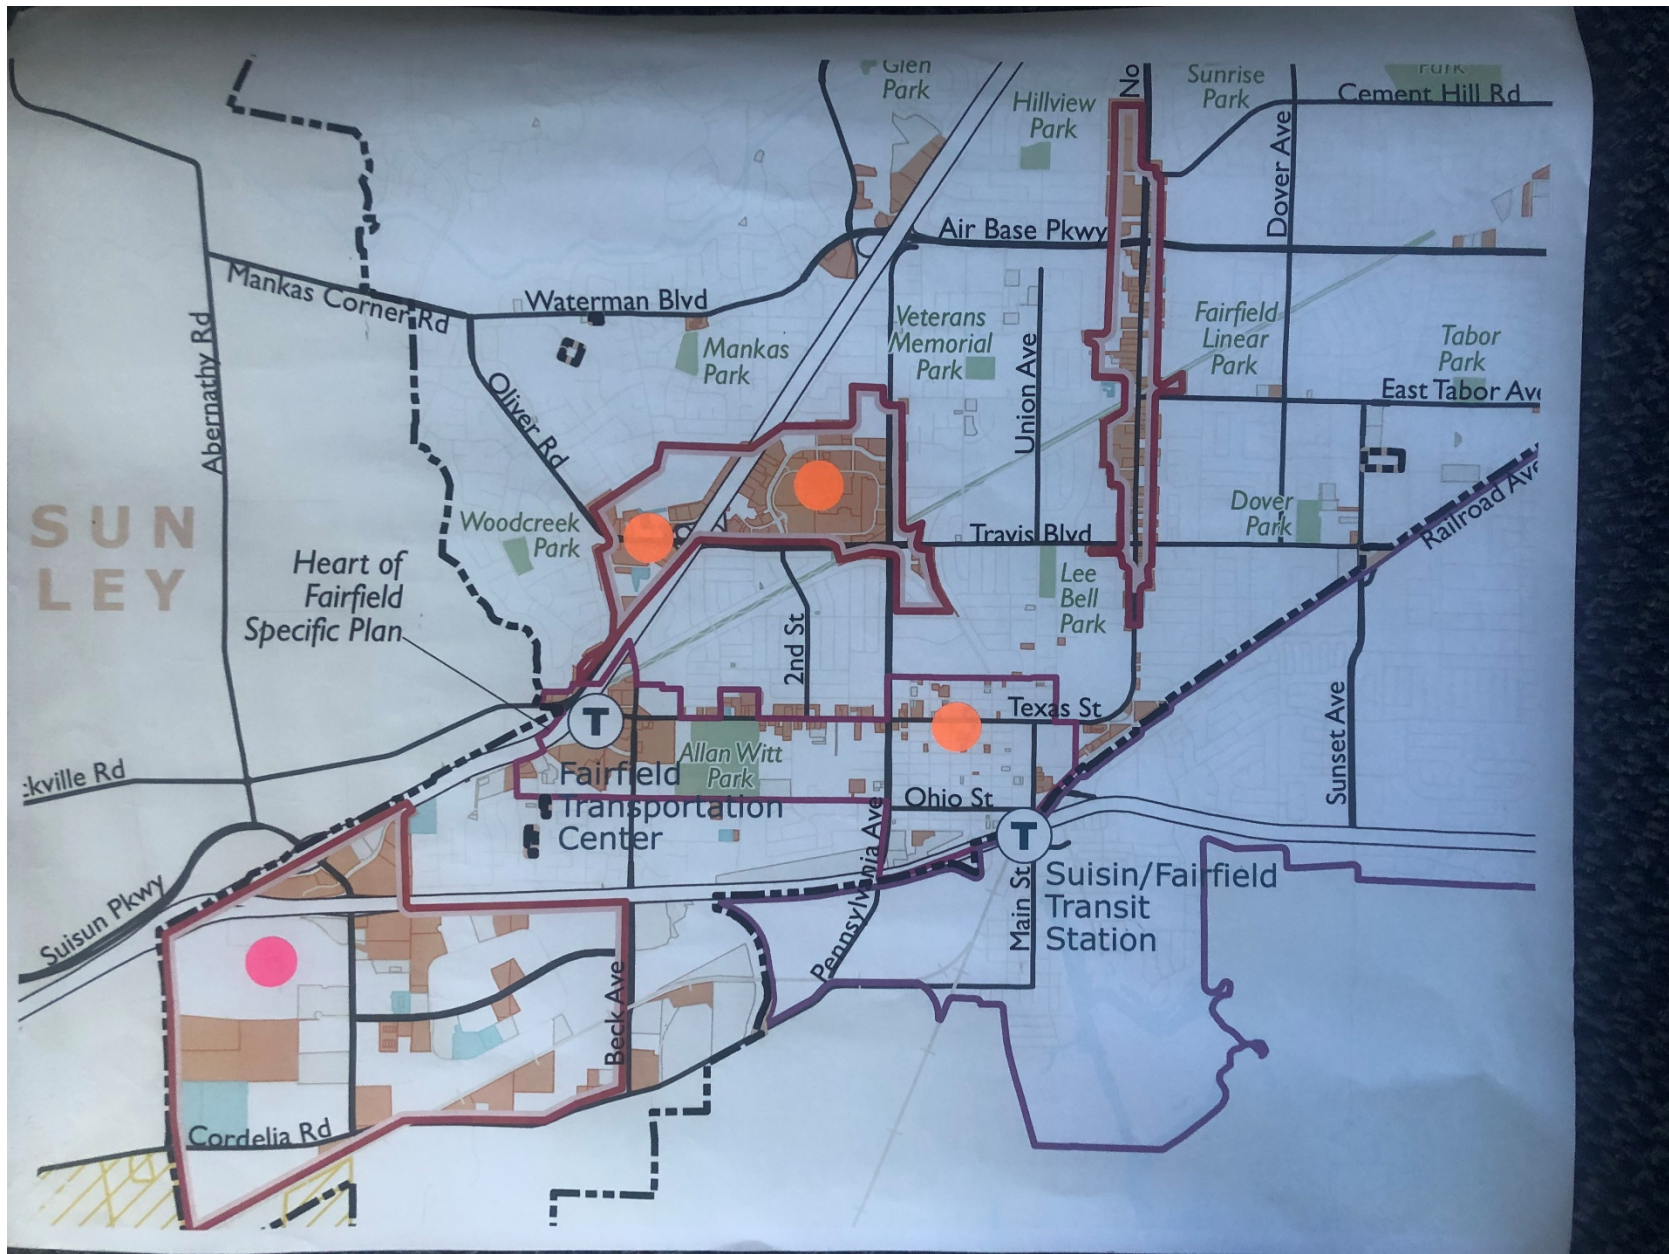 Glen
Park
Hillview
Park
No
Sunrise
Park
Park
Cement Hill Rd
Dover Ave
Air Base Pkwy
Mankas Corner Rd
Waterman Blvd
Abernathy Rd
Mankas
Park
Veterans
Memorial
Park
Union Ave
Fairfield
Linear
Park
Tabor
Park
East Tabor Ave
Oliver Rd
SUN
LEY
Woodcreek
Park
Travis Blvd
Dover
Park
Railroad Ave
Heart of
Fairfield
Specific Plan
2nd St
Lee
Bell
Park
Texas St
Sunset Ave
T
Allan Witt
Park
ckville Rd
Fairfield
Transportation
Center
Ohio St
T
Pennsylvania Ave
Main St
Suisin/Fairfield
Transit
Station
Suisun Pkwy
Beck Ave
Cordelia Rd